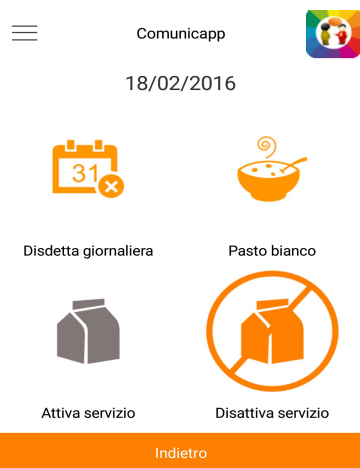 Comunicapp
18/02/2016
31
Disdetta giornaliera
Pasto bianco
Attiva servizio
Disattiva servizio
Indietro